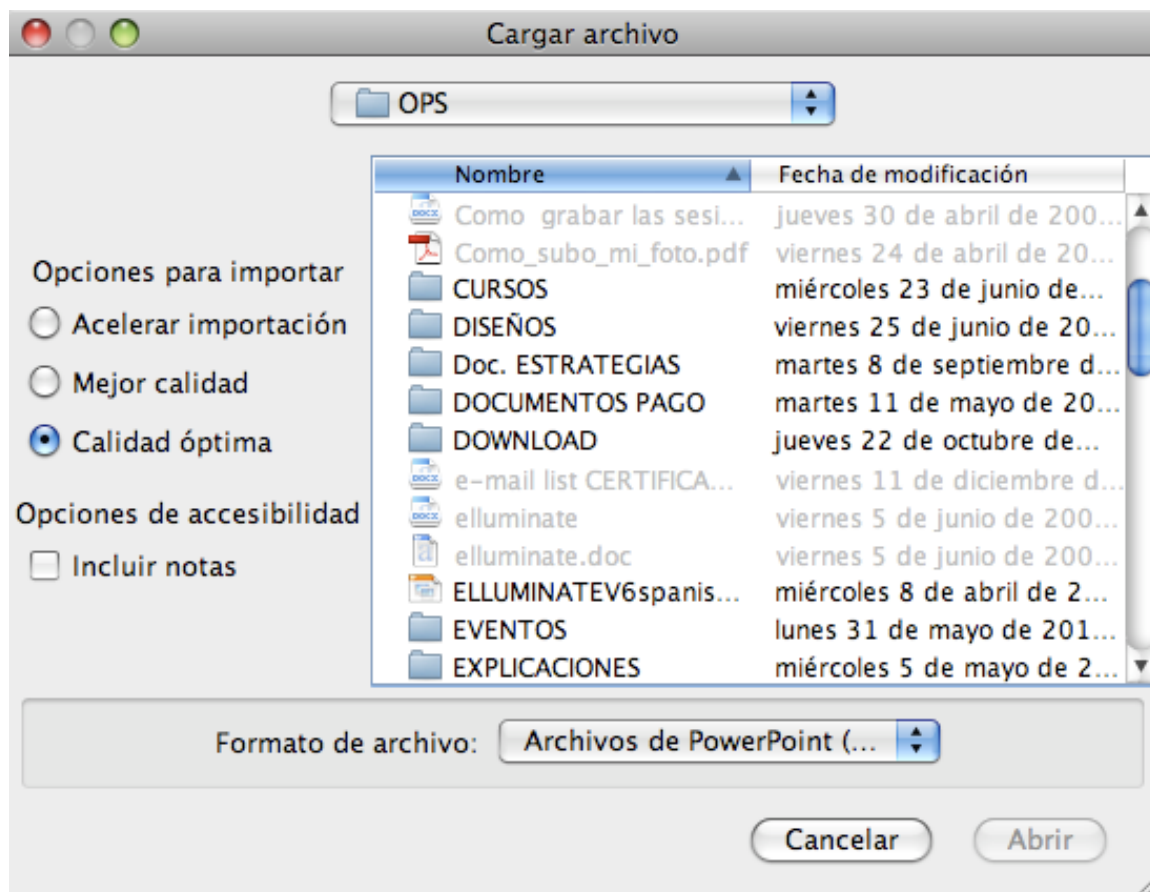 Cargar archivo
OPS
Nombre Fecha de modificación
Como grabar las sesi... jueves 30 de abril de 200...
Como_subo_mi_foto.pdf viernes 24 de abril de 20...
CURSOS miércoles 23 de junio de...
DISEÑOS viernes 25 de junio de 20...
Doc. ESTRATEGIAS martes 8 de septiembre d...
DOCUMENTOS PAGO martes 11 de mayo de 20...
DOWNLOAD jueves 22 de octubre de...
e-mail list CERTIFICA... viernes 11 de diciembre d...
elluminate viernes 5 de junio de 200...
elluminate.doc viernes 5 de junio de 200...
ELLUMINATEV6spanis... miércoles 8 de abril de 2...
EVENTOS lunes 31 de mayo de 201...
EXPLICACIONES miércoles 5 de mayo de 2...
Opciones para importar
Acelerar importación
Mejor calidad
Calidad óptima
Opciones de accesibilidad
Incluir notas
Formato de archivo: Archivos de PowerPoint (...
Cancelar Abrir